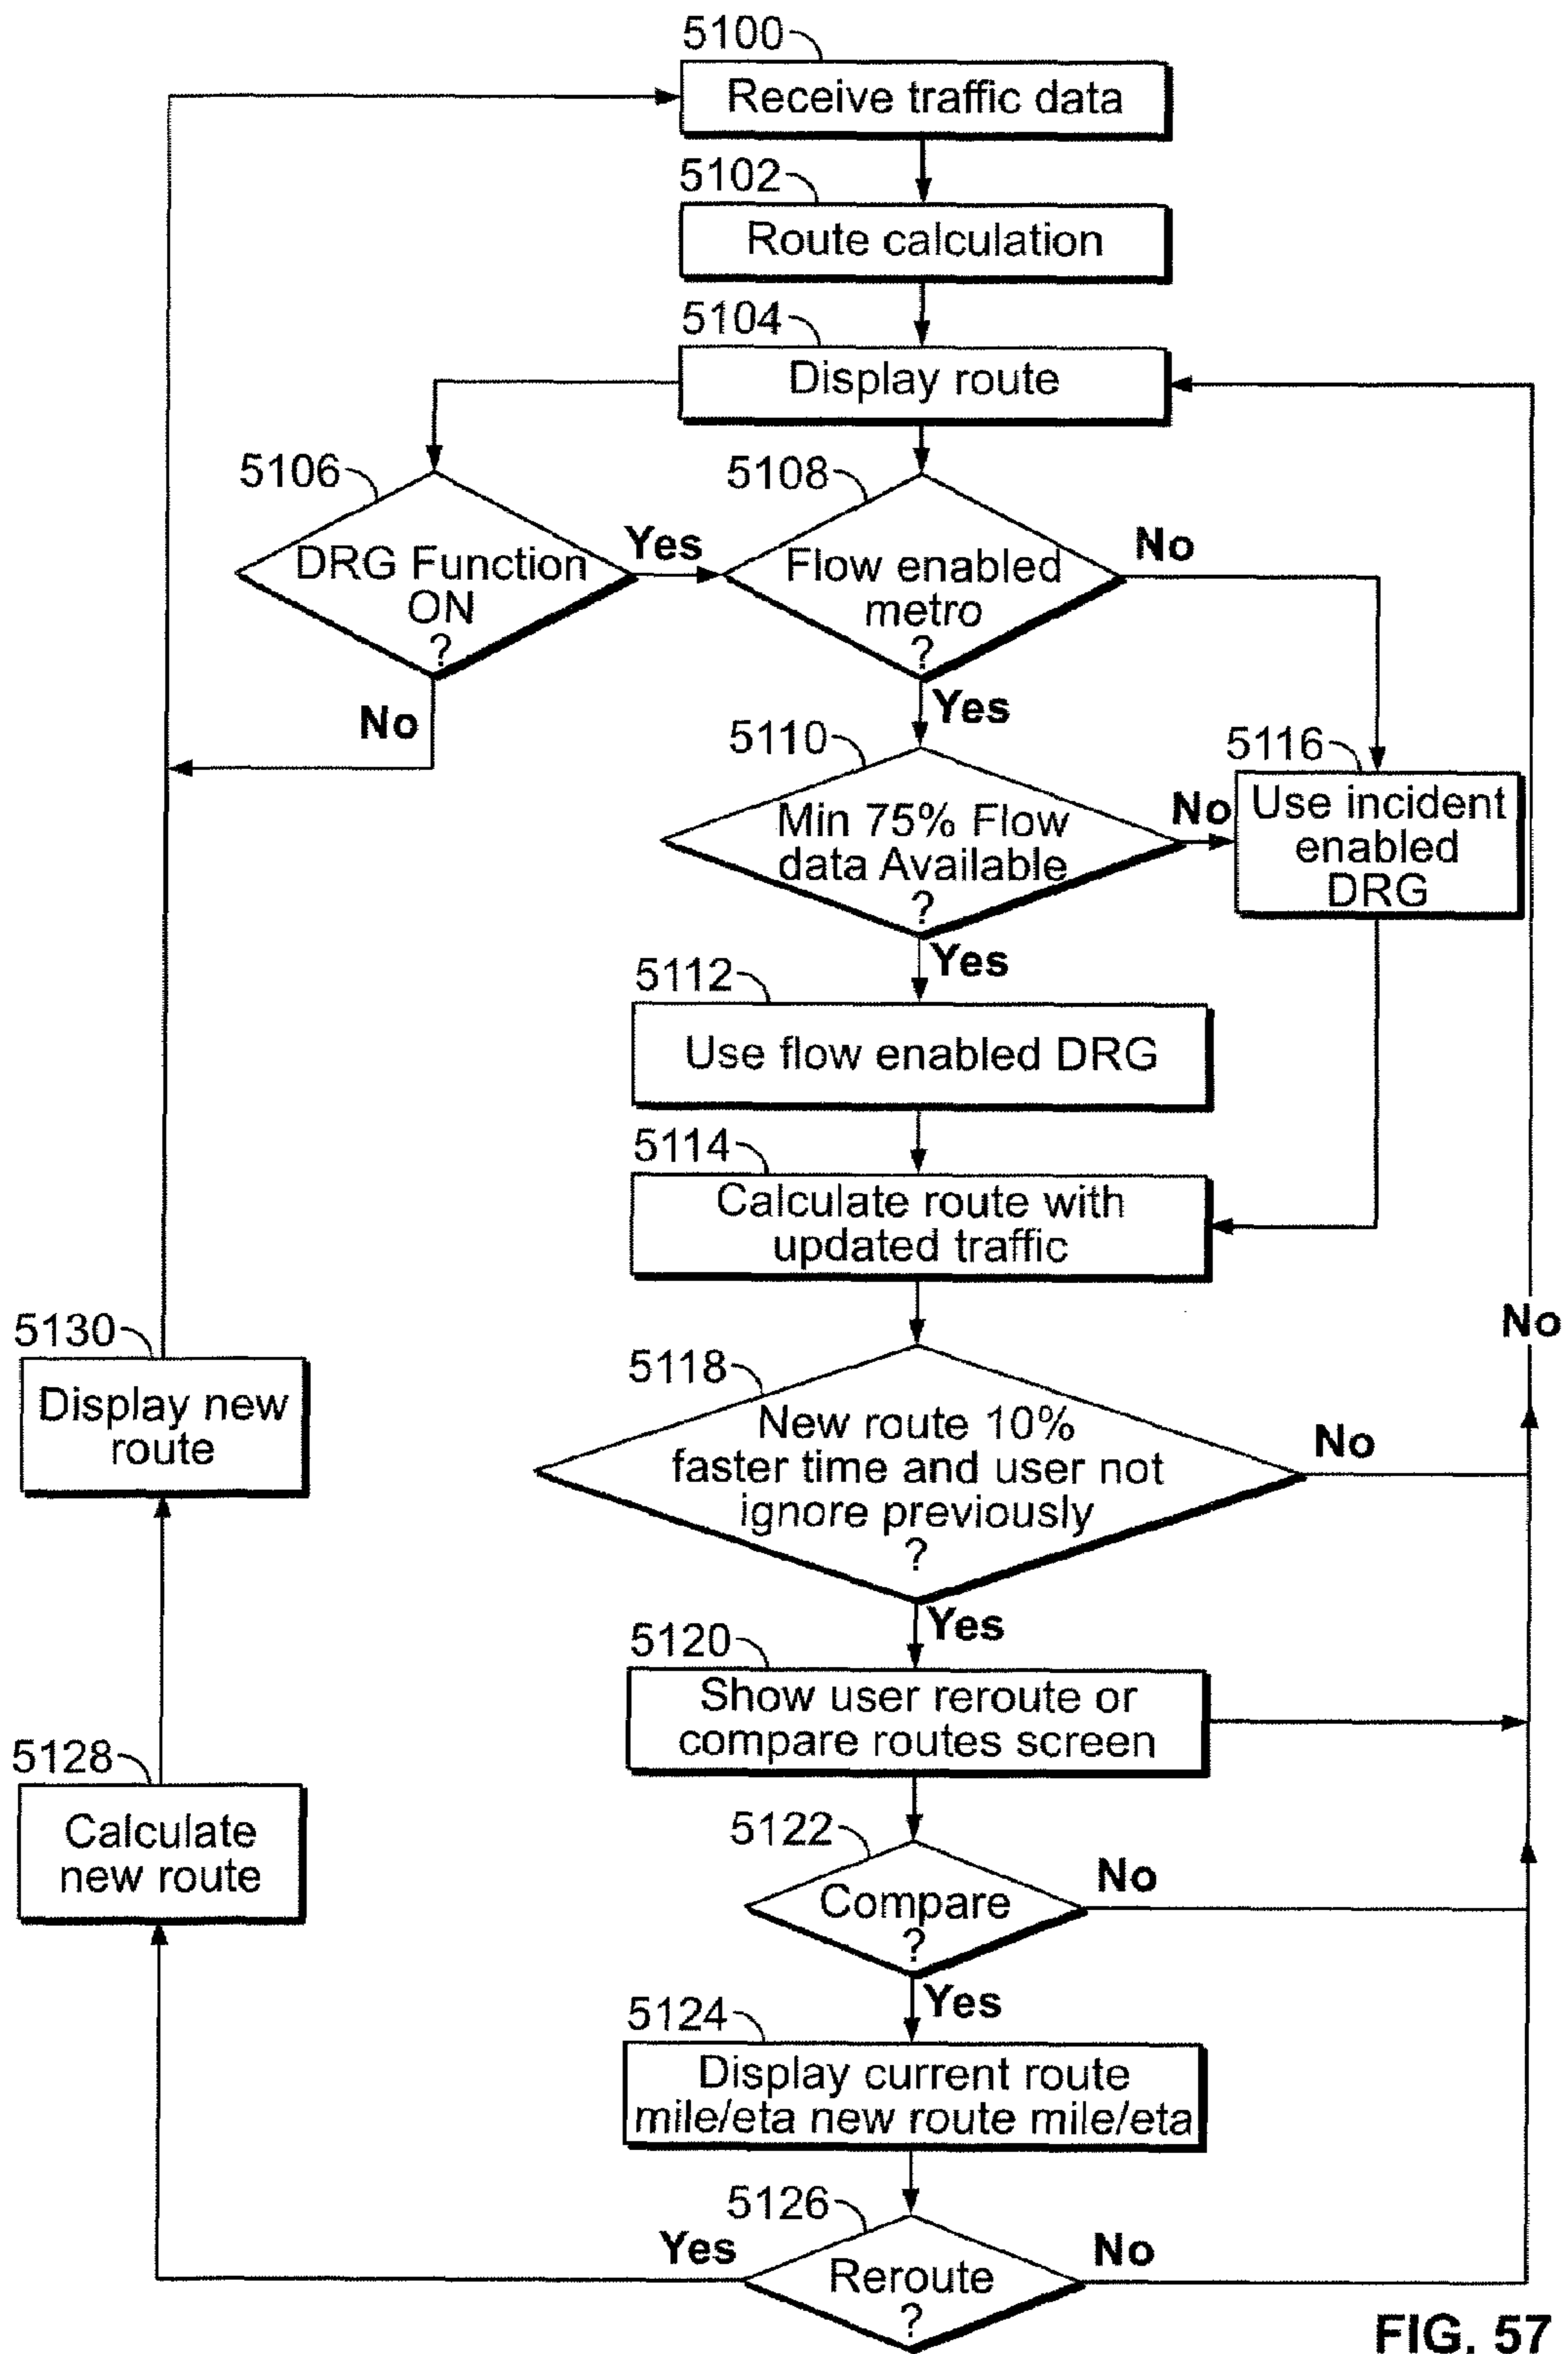 5100
Receive traffic data
5102
Route calculation
5104
Display route
5106
DRG Function
ON
?
Yes
No
5108
Flow enabled
metro
?
No
Yes
5110
Min 75% Flow
data Available
?
No
Yes
5116
Use incident
enabled
DRG
5112
Use flow enabled DRG
5114
Calculate route with
updated traffic
5118
New route 10%
faster time and user not
ignore previously
?
No
No
Yes
5120
Show user reroute or
compare routes screen
5122
Compare
?
No
Yes
5124
Display current route
mile/eta new route mile/eta
5126
Reroute
?
Yes
No
5128
Calculate
new route
5130
Display new
route
FIG. 57